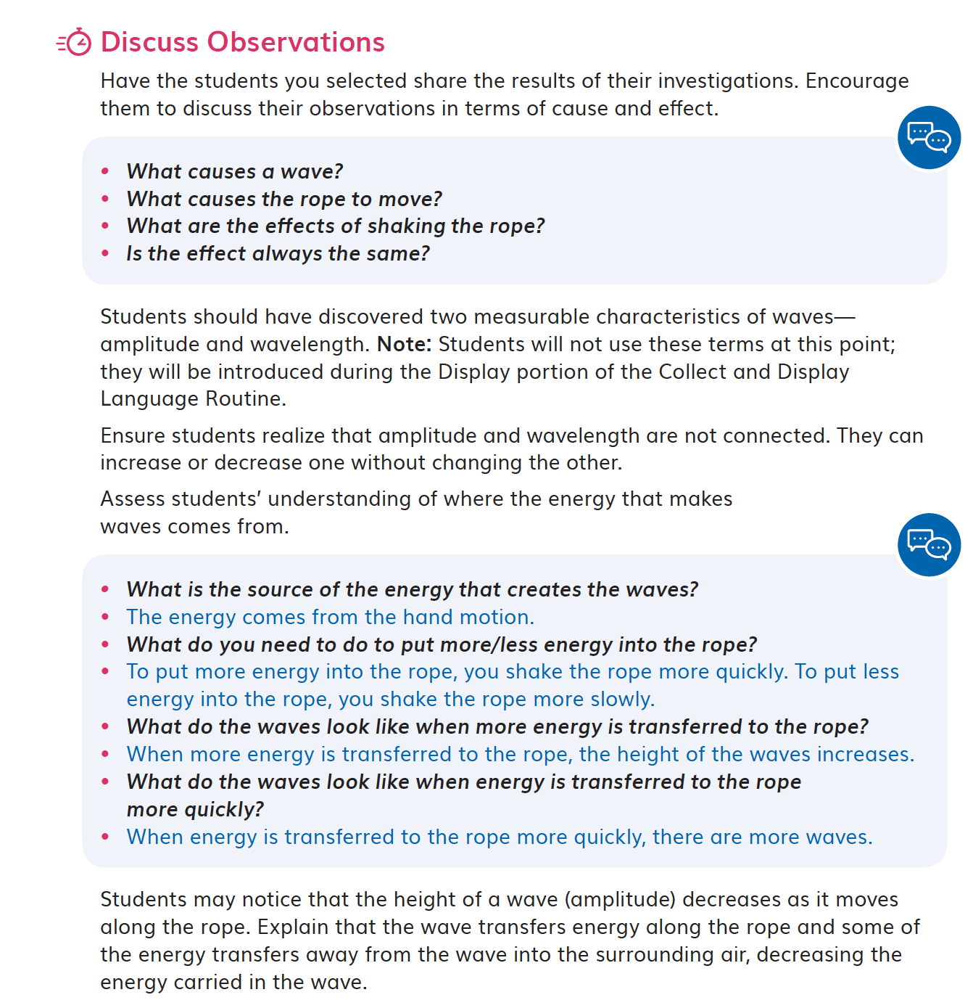 Discuss Observations
Have the students you selected share the results of their investigations. Encourage
them to discuss their observations in terms of cause and effect.
• What causes a wave?
• What causes the rope to move?
• What are the effects of shaking the rope?
• Is the effect always the same?
Students should have discovered two measurable characteristics of waves—
amplitude and wavelength. Note: Students will not use these terms at this point;
they will be introduced during the Display portion of the Collect and Display
Language Routine.
Ensure students realize that amplitude and wavelength are not connected. They can
increase or decrease one without changing the other.
Assess students’ understanding of where the energy that makes
waves comes from.
• What is the source of the energy that creates the waves?
• The energy comes from the hand motion.
• What do you need to do to put more/less energy into the rope?
• To put more energy into the rope, you shake the rope more quickly. To put less
energy into the rope, you shake the rope more slowly.
• What do the waves look like when more energy is transferred to the rope?
• When more energy is transferred to the rope, the height of the waves increases.
• What do the waves look like when energy is transferred to the rope
more quickly?
• When energy is transferred to the rope more quickly, there are more waves.
Students may notice that the height of a wave (amplitude) decreases as it moves
along the rope. Explain that the wave transfers energy along the rope and some of
the energy transfers away from the wave into the surrounding air, decreasing the
energy carried in the wave.